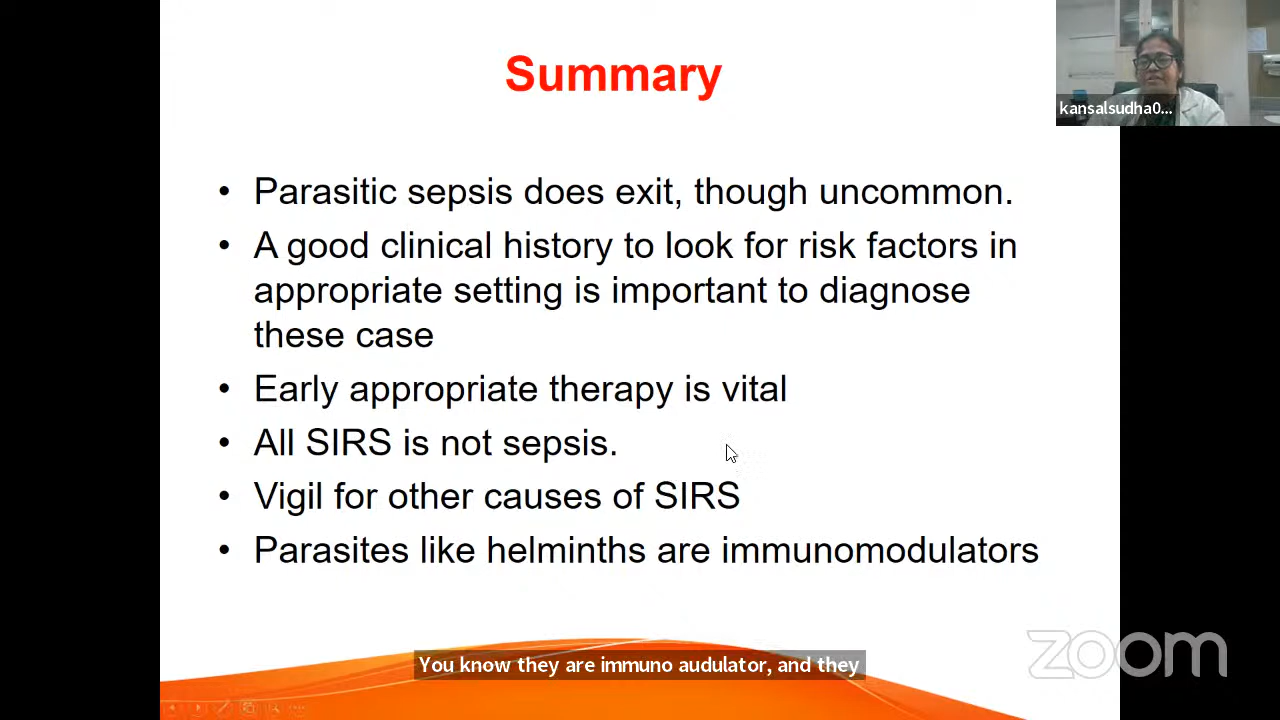 Summary
kansalsudha0...
• Parasitic sepsis does exit, though uncommon.
• A good clinical history to look for risk factors in
appropriate setting is important to diagnose
these case
• Early appropriate therapy is vital
• All SIRS is not sepsis.
• Vigil for other causes of SIRS
• Parasites like helminths are immunomodulators
zoom
You know they are immuno audulator, and they